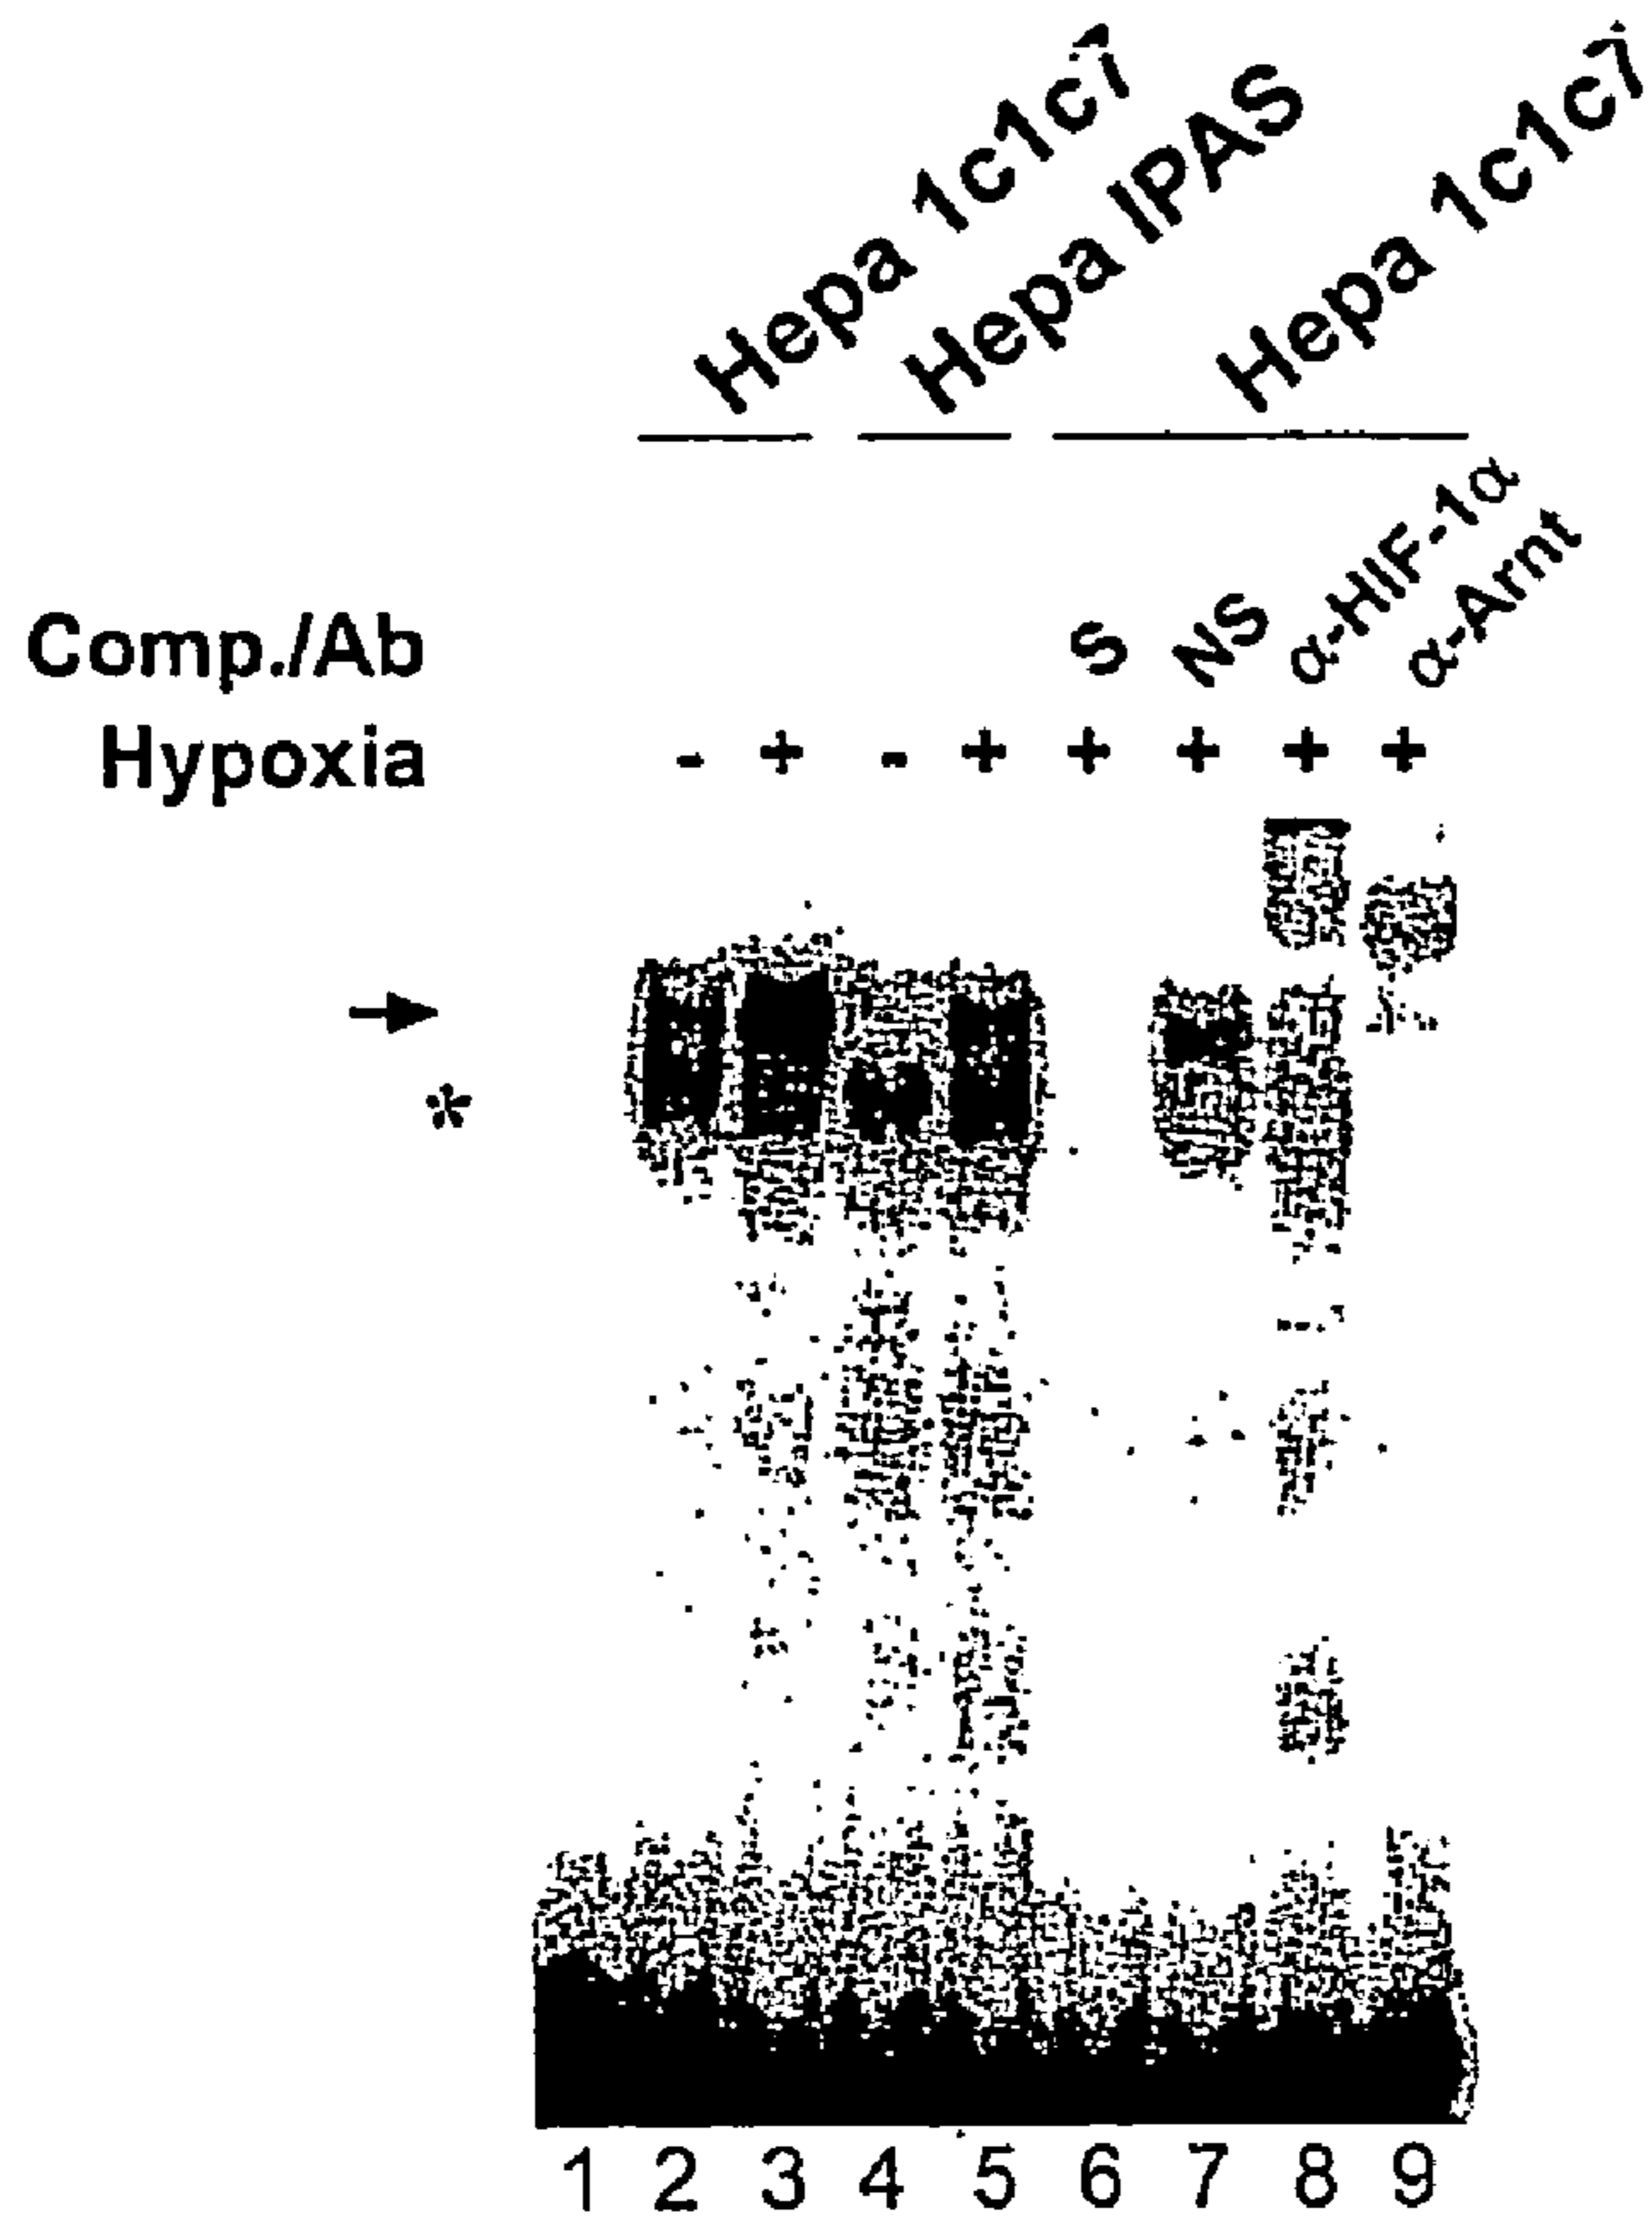 Hepa 1c1c7
Hepa IPAS
Hepa 1c1c7
Comp./Ab S NS α-HIF-1α α-Arnt
Hypoxia - + - + + + + +
*
1 2 3 4 5 6 7 8 9